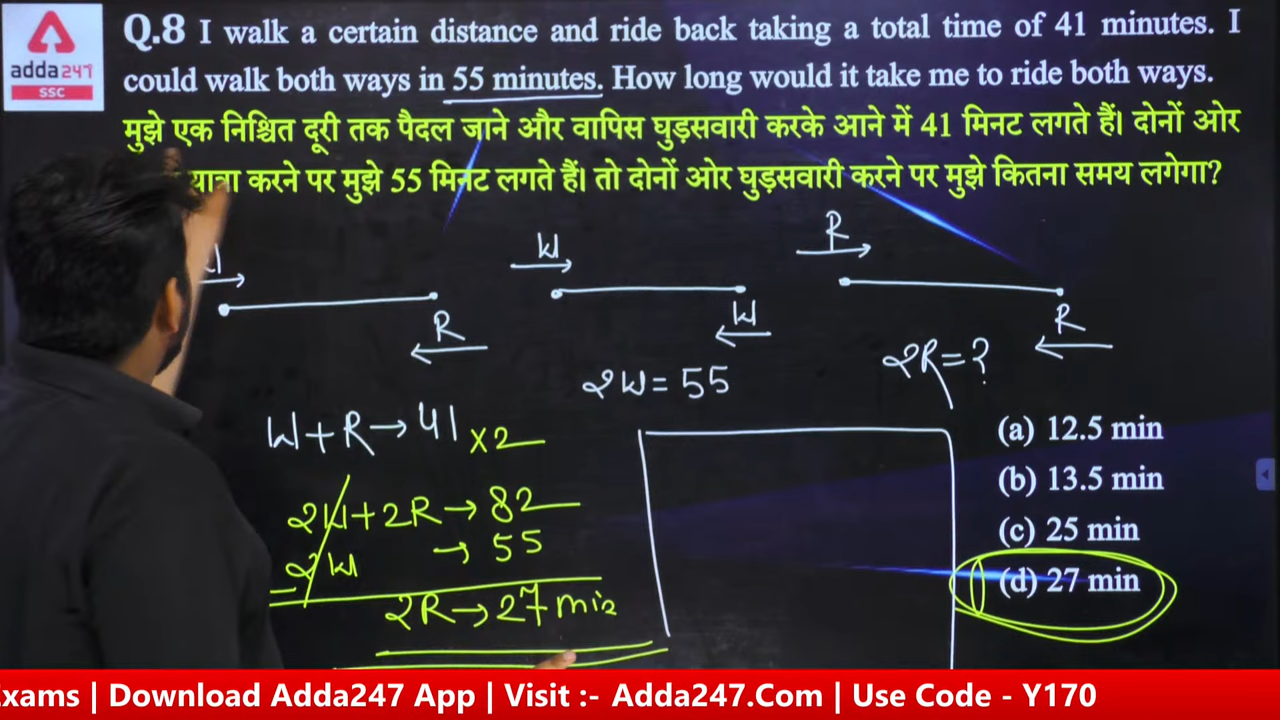 adda247
SSC
Q.8 I walk a certain distance and ride back taking a total time of 41 minutes. I
could walk both ways in 55 minutes. How long would it take me to ride both ways.
मुझे एक निश्चित दूरी तक पैदल जाने और वापिस घुड़सवारी करके आने में 41 मिनट लगते हैं। दोनों ओर
यात्रा करने पर मुझे 55 मिनट लगते हैं। तो दोनों ओर घुड़सवारी करने पर मुझे कितना समय लगेगा?
W R
R W R
2W = 55
2R = ?
W + R → 41 × 2
2W + 2R → 82
2W → 55
2R → 27 min
(a) 12.5 min
(b) 13.5 min
(c) 25 min
(d) 27 min
Exams | Download Adda247 App | Visit :- Adda247.Com | Use Code - Y170